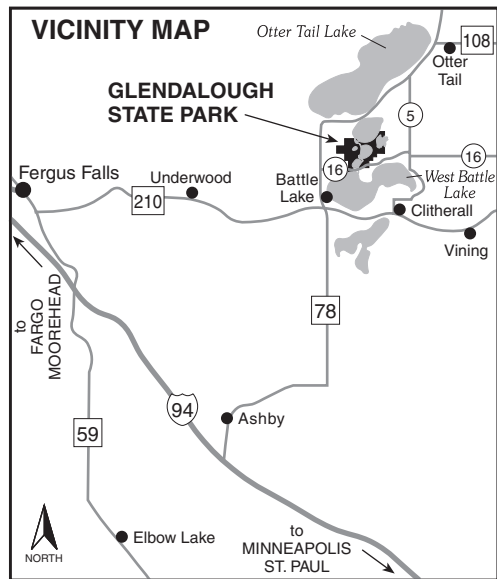 VICINITY MAP
Otter Tail Lake
108
Otter
Tail
GLENDALOUGH
STATE PARK
5
16
16
Fergus Falls
Underwood
Battle
Lake
West Battle
Lake
210
Clitherall
Vining
to
FARGO
MOOREHEAD
78
94
Ashby
59
Elbow Lake
NORTH
to
MINNEAPOLIS
ST. PAUL